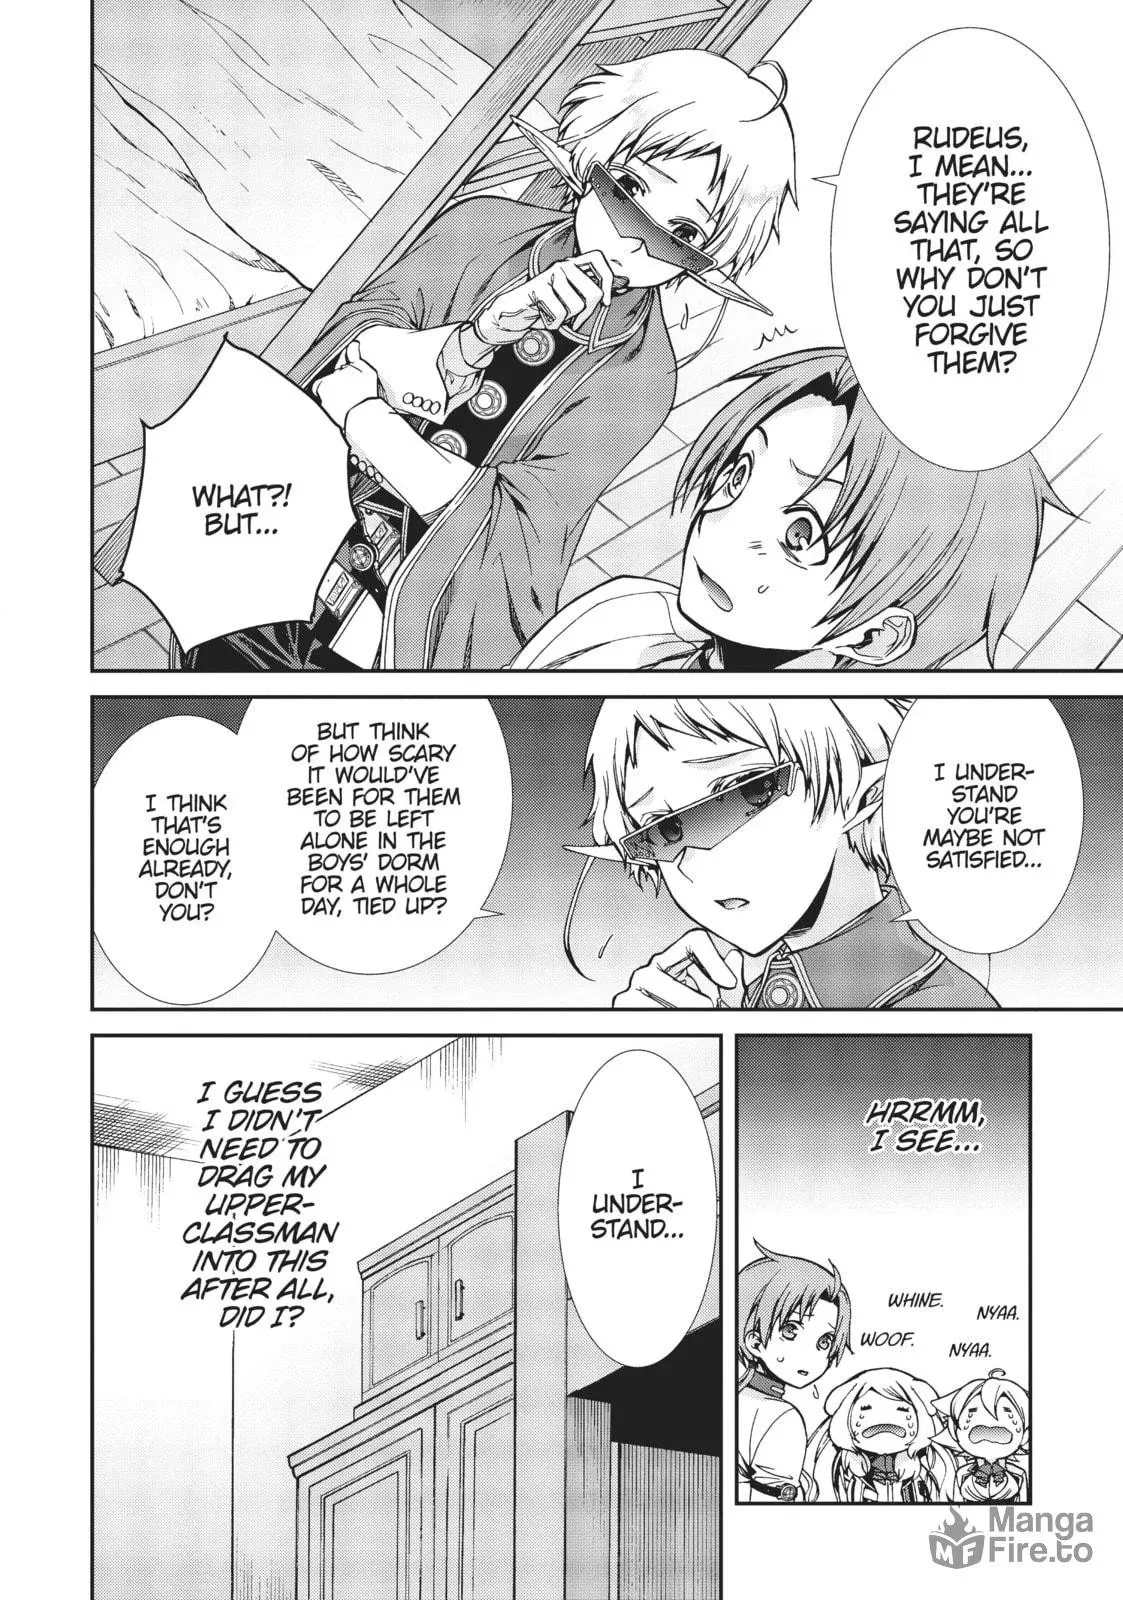 RUDEUS,
I MEAN...
THEY'RE
SAYING ALL
THAT, SO
WHY DON'T
YOU JUST
FORGIVE
THEM?
WHAT?!
BUT...
I UNDER-
STAND
YOU'RE
MAYBE NOT
SATISFIED...
BUT THINK
OF HOW SCARY
IT WOULD'VE
BEEN FOR THEM
TO BE LEFT
ALONE IN THE
BOYS' DORM
FOR A WHOLE
DAY, TIED UP?
I THINK
THAT'S
ENOUGH
ALREADY,
DON'T
YOU?
HRRMM,
I SEE...
WHINE.
NYAA.
WOOF.
NYAA.
I
UNDER-
STAND...
I GUESS
I DIDN'T
NEED TO
DRAG MY
UPPER-
CLASSMAN
INTO THIS
AFTER ALL,
DID I?
Manga
Fire.to
MF